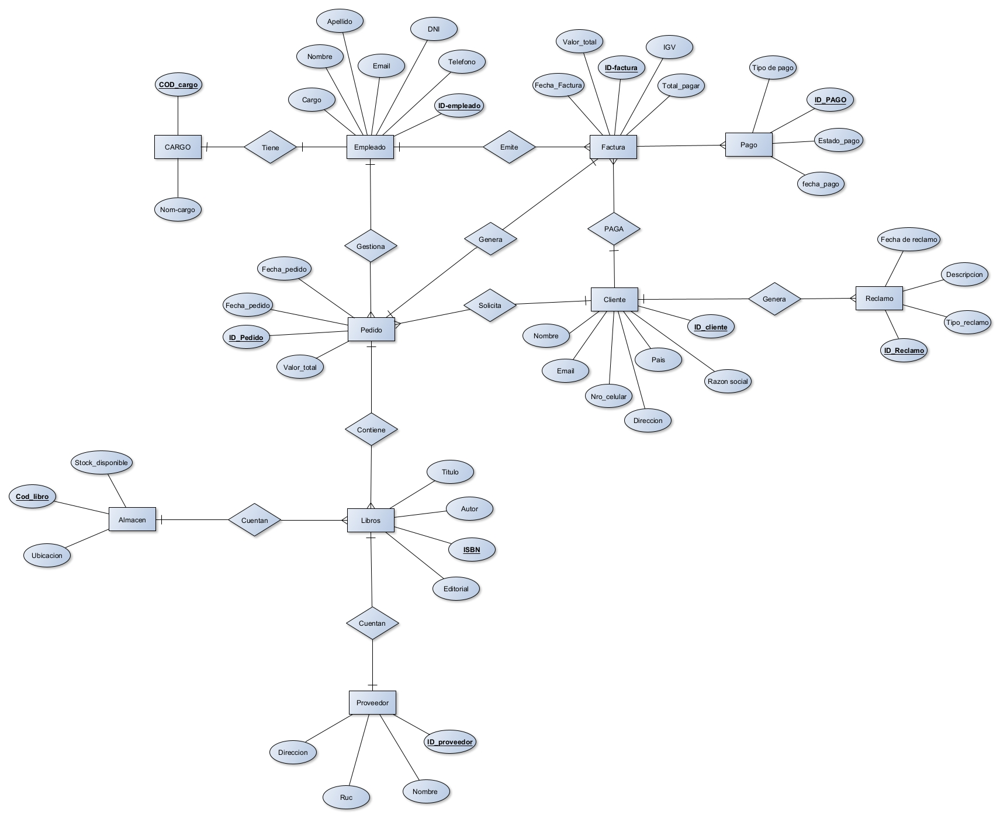 Apellido
DNI
Valor_total
IGV
Nombre
Email
Telefono
ID-factura
Tipo de pago
COD_cargo
Fecha_Factura
Total_pagar
Cargo
ID-empleado
ID_PAGO
CARGO
Tiene
Empleado
Emite
Factura
Pago
Estado_pago
fecha_pago
Nom-cargo
PAGA
Genera
Gestiona
Fecha de reclamo
Fecha_pedido
Descripcion
Fecha_pedido
Solicita
Cliente
Genera
Reclamo
Tipo_reclamo
Pedido
ID_Pedido
Nombre
ID_cliente
ID_Reclamo
Valor_total
Email
Pais
Razon social
Nro_celular
Direccion
Contiene
Stock_disponible
Titulo
Cod_libro
Autor
Almacen
Cuentan
Libros
ISBN
Ubicacion
Editorial
Cuentan
Proveedor
ID_proveedor
Direccion
Nombre
Ruc